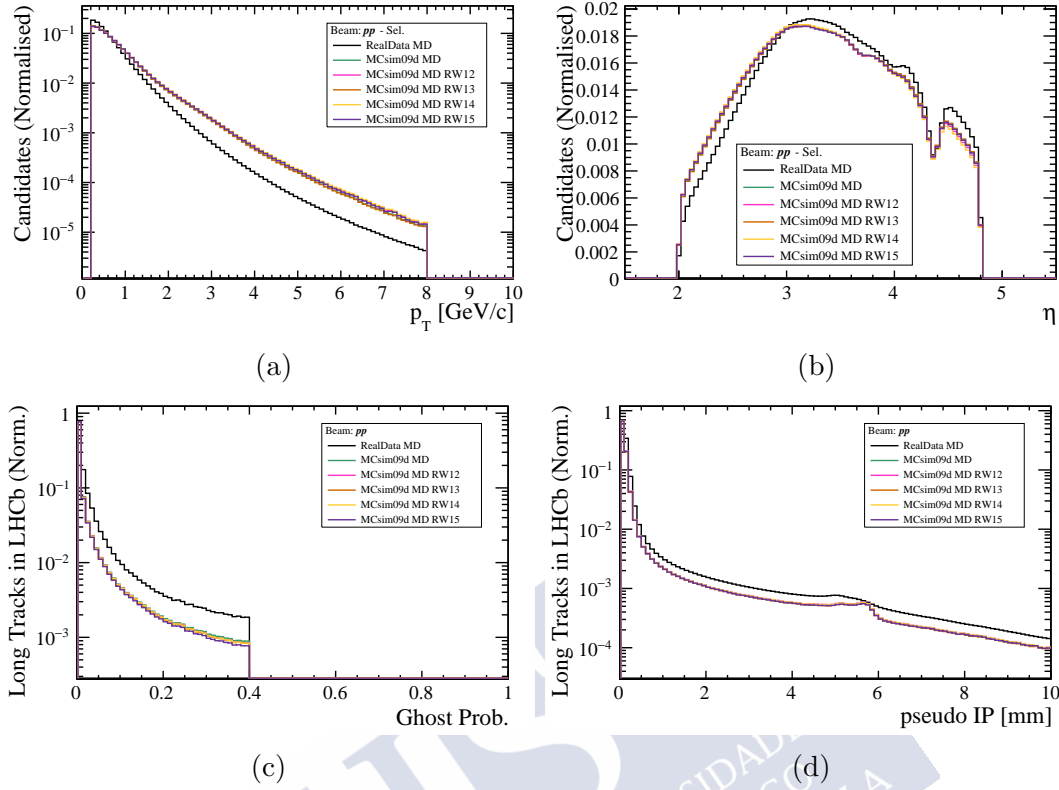 Candidates (Normalised)
10⁻¹
10⁻²
10⁻³
10⁻⁴
10⁻⁵
Beam: pp - Sel.
RealData MD
MCsim09d MD
MCsim09d MD RW12
MCsim09d MD RW13
MCsim09d MD RW14
MCsim09d MD RW15
0 1 2 3 4 5 6 7 8 9 10
p_T [GeV/c]
(a)
Candidates (Normalised)
0.02
0.018
0.016
0.014
0.012
0.01
0.008
0.006
0.004
0.002
0
Beam: pp - Sel.
RealData MD
MCsim09d MD
MCsim09d MD RW12
MCsim09d MD RW13
MCsim09d MD RW14
MCsim09d MD RW15
2 3 4 5
η
(b)
Long Tracks in LHCb (Norm.)
1
10⁻¹
10⁻²
10⁻³
Beam: pp
RealData MD
MCsim09d MD
MCsim09d MD RW12
MCsim09d MD RW13
MCsim09d MD RW14
MCsim09d MD RW15
0 0.2 0.4 0.6 0.8 1
Ghost Prob.
(c)
Long Tracks in LHCb (Norm.)
1
10⁻¹
10⁻²
10⁻³
10⁻⁴
Beam: pp
RealData MD
MCsim09d MD
MCsim09d MD RW12
MCsim09d MD RW13
MCsim09d MD RW14
MCsim09d MD RW15
0 2 4 6 8 10
pseudo IP [mm]
(d)